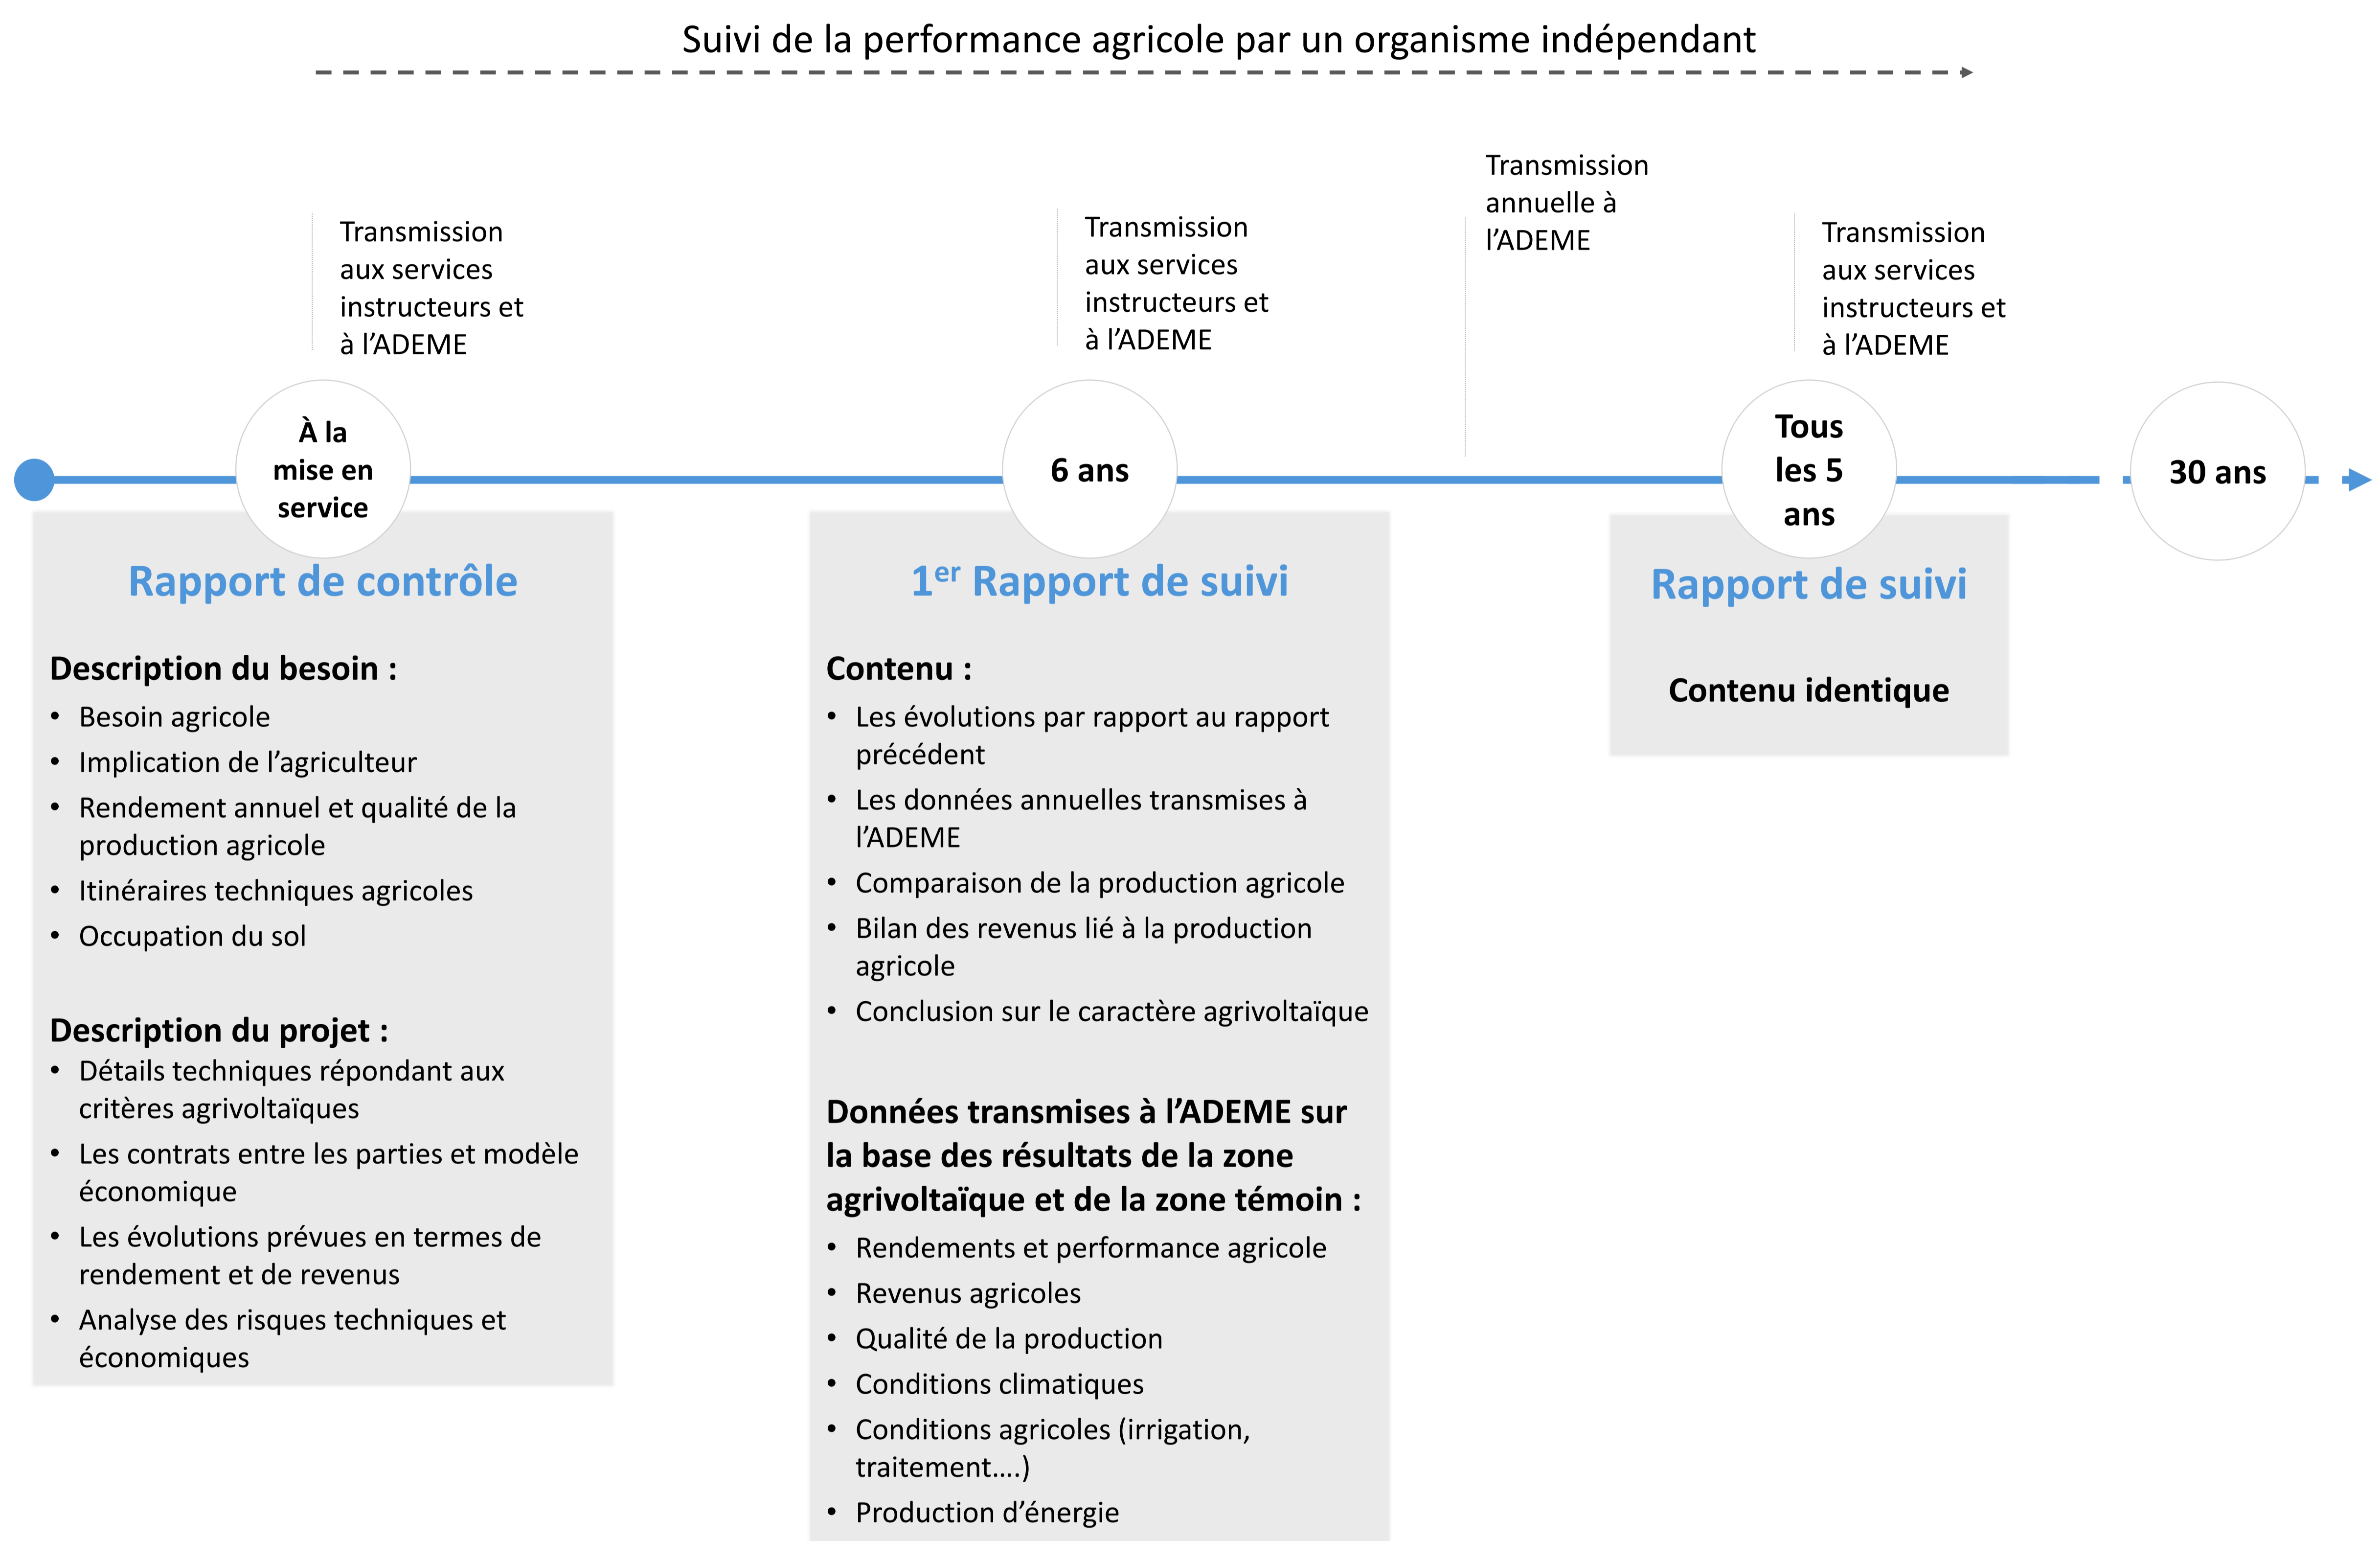 Suivi de la performance agricole par un organisme indépendant
Transmission
aux services
instructeurs et
à l’ADEME
Transmission
aux services
instructeurs et
à l’ADEME
Transmission
annuelle à
l’ADEME
Transmission
aux services
instructeurs et
à l’ADEME
À la
mise en
service
6 ans
Tous
les 5
ans
30 ans
Rapport de contrôle
Description du besoin :
• Besoin agricole
• Implication de l’agriculteur
• Rendement annuel et qualité de la
production agricole
• Itinéraires techniques agricoles
• Occupation du sol
Description du projet :
• Détails techniques répondant aux
critères agrivoltaïques
• Les contrats entre les parties et modèle
économique
• Les évolutions prévues en termes de
rendement et de revenus
• Analyse des risques techniques et
économiques
1er Rapport de suivi
Contenu :
• Les évolutions par rapport au rapport
précédent
• Les données annuelles transmises à
l’ADEME
• Comparaison de la production agricole
• Bilan des revenus lié à la production
agricole
• Conclusion sur le caractère agrivoltaïque
Données transmises à l’ADEME sur
la base des résultats de la zone
agrivoltaïque et de la zone témoin :
• Rendements et performance agricole
• Revenus agricoles
• Qualité de la production
• Conditions climatiques
• Conditions agricoles (irrigation,
traitement….)
• Production d’énergie
Rapport de suivi
Contenu identique